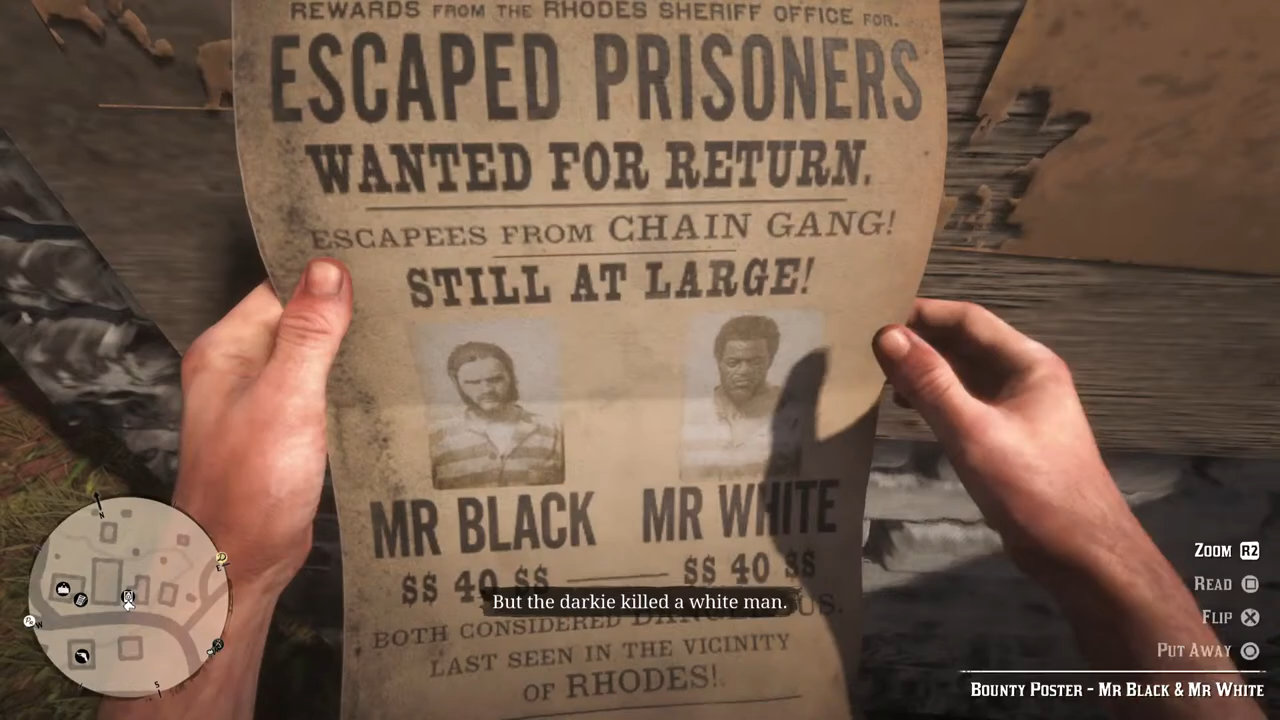 REWARDS FROM THE RHODES SHERIFF OFFICE FOR.
ESCAPED PRISONERS
WANTED FOR RETURN.
ESCAPEES FROM CHAIN GANG!
STILL AT LARGE!
MR BLACK MR WHITE
$$ 40 $$ $$ 40 $$
But the darkie killed a white man.
BOTH CONSIDERED DANGEROUS.
LAST SEEN IN THE VICINITY
OF RHODES!
N
W
S
ZOOM R2
READ
FLIP
PUT AWAY
BOUNTY POSTER - MR BLACK & MR WHITE